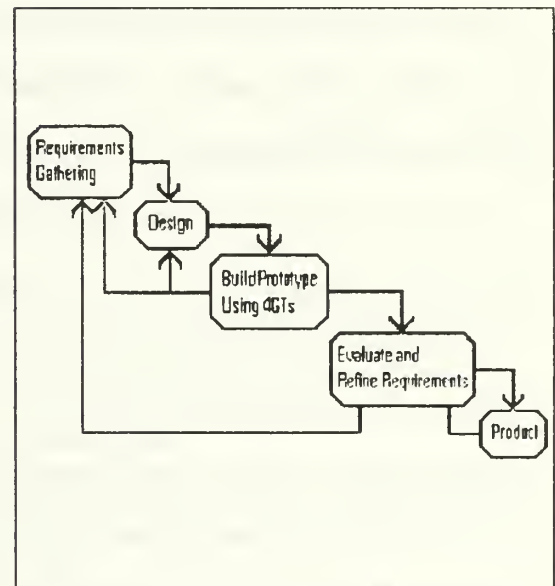 Requirements
Gathering
Design
Build Prototype
Using 4GTs
Evaluate and
Refine Requirements
Product